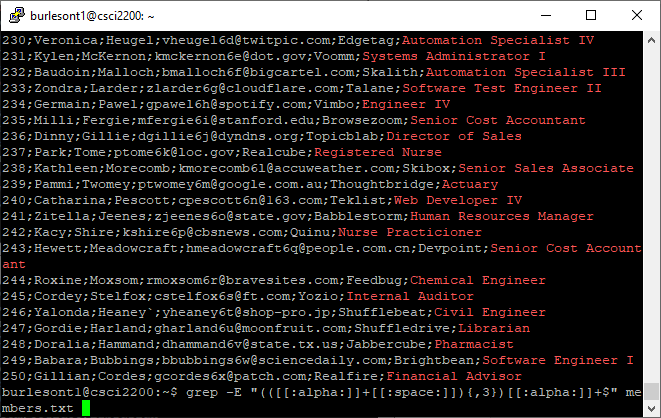 burlesont1@csci2200: ~
230;Veronica;Heugel;vheugel6d@twitpic.com;Edgetag;Automation Specialist IV
231;Kylen;McKernon;kmckernon6e@dot.gov;Voomm;Systems Administrator I
232;Baudoin;Malloch;bmalloch6f@bigcartel.com;Skalith;Automation Specialist III
233;Zondra;Larder;zlarder6g@cloudflare.com;Talane;Software Test Engineer II
234;Germain;Pawel;gpawel6h@spotify.com;Vimbo;Engineer IV
235;Milli;Fergie;mfergie6i@stanford.edu;Browsezoom;Senior Cost Accountant
236;Dinny;Gillie;dgillie6j@dyndns.org;Topicblab;Director of Sales
237;Park;Tome;ptome6k@loc.gov;Realcube;Registered Nurse
238;Kathleen;Morecomb;kmorecomb6l@accuweather.com;Skibox;Senior Sales Associate
239;Pammi;Twomey;ptwomey6m@google.com.au;Thoughtbridge;Actuary
240;Catharina;Pescott;cpescott6n@163.com;Teklist;Web Developer IV
241;Zitella;Jeenes;zjeenes6o@state.gov;Babblestorm;Human Resources Manager
242;Kacy;Shire;kshire6p@cbsnews.com;Quinu;Nurse Practicioner
243;Hewett;Meadowcraft;hmeadowcraft6q@people.com.cn;Devpoint;Senior Cost Account
ant
244;Roxine;Moxsom;rmoxsom6r@bravesites.com;Feedbug;Chemical Engineer
245;Cordey;Stelfox;cstelfox6s@ft.com;Yozio;Internal Auditor
246;Yalonda;Heaney`;yheaney6t@shop-pro.jp;Shufflebeat;Civil Engineer
247;Gordie;Harland;gharland6u@moonfruit.com;Shuffledrive;Librarian
248;Doralia;Hammand;dhammand6v@state.tx.us;Jabbercube;Pharmacist
249;Babara;Bubbings;bbubbings6w@sciencedaily.com;Brightbean;Software Engineer I
250;Gillian;Cordes;gcordes6x@patch.com;Realfire;Financial Advisor
burlesont1@csci2200:~$ grep -E "(([[:alpha:]]+[[:space:]]){,3})[[:alpha:]]+$" me
mbers.txt